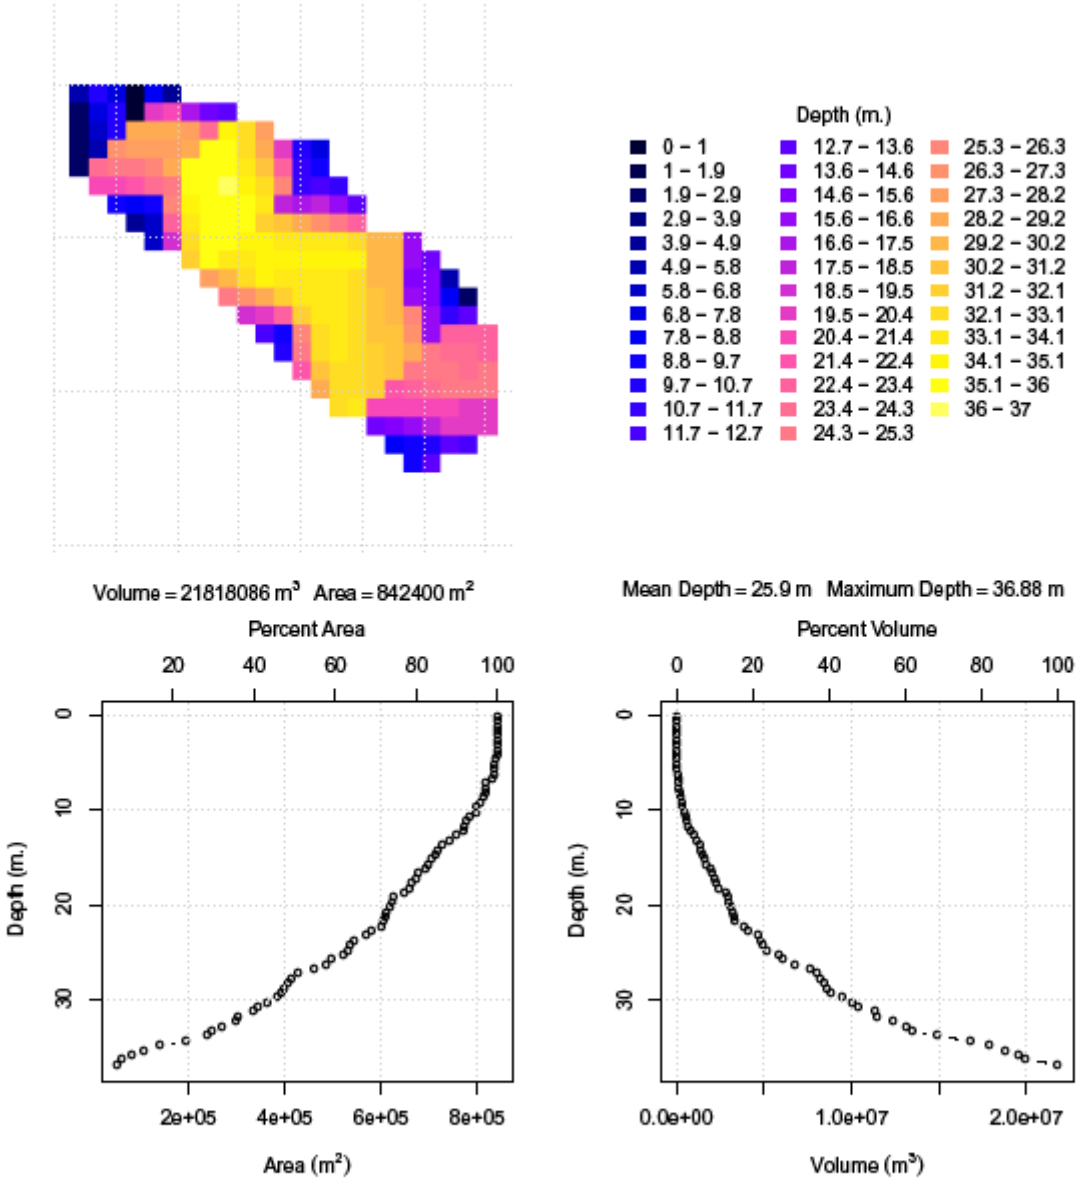 Depth (m.)
0 – 1 12.7 – 13.6 25.3 – 26.3
1 – 1.9 13.6 – 14.6 26.3 – 27.3
1.9 – 2.9 14.6 – 15.6 27.3 – 28.2
2.9 – 3.9 15.6 – 16.6 28.2 – 29.2
3.9 – 4.9 16.6 – 17.5 29.2 – 30.2
4.9 – 5.8 17.5 – 18.5 30.2 – 31.2
5.8 – 6.8 18.5 – 19.5 31.2 – 32.1
6.8 – 7.8 19.5 – 20.4 32.1 – 33.1
7.8 – 8.8 20.4 – 21.4 33.1 – 34.1
8.8 – 9.7 21.4 – 22.4 34.1 – 35.1
9.7 – 10.7 22.4 – 23.4 35.1 – 36
10.7 – 11.7 23.4 – 24.3 36 – 37
11.7 – 12.7 24.3 – 25.3
Volume = 21818086 m³ Area = 842400 m²
Percent Area
20 40 60 80 100
0
10
20
30
Depth (m.)
2e+05 4e+05 6e+05 8e+05
Area (m²)
Mean Depth = 25.9 m Maximum Depth = 36.88 m
Percent Volume
0 20 40 60 80 100
0
10
20
30
Depth (m.)
0.0e+00 1.0e+07 2.0e+07
Volume (m³)